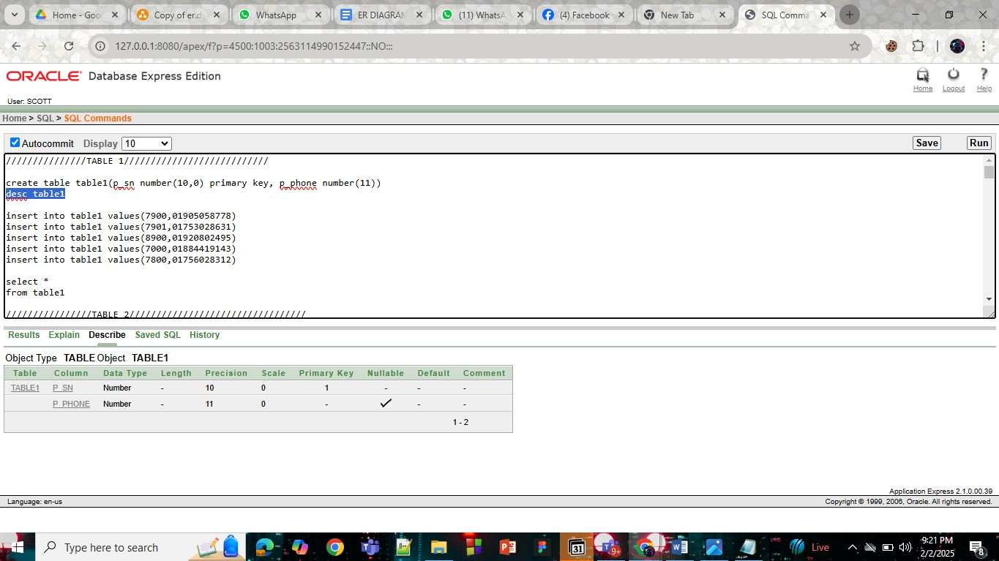 Home - Goo
Copy of er.d
WhatsApp
ER DIAGRAM
(11) WhatsA
(4) Facebook
New Tab
SQL Comma
127.0.0.1:8080/apex/f?p=4500:1003:2563114990152447::NO:::
ORACLE Database Express Edition
Home
Logout
? Help
User: SCOTT
Home > SQL > SQL Commands
Autocommit Display 10
Save
Run
///////////////TABLE 1///////////////////////////
create table table1(p_sn number(10,0) primary key, p_phone number(11))
desc table1
insert into table1 values(7900,01905058778)
insert into table1 values(7901,01753028631)
insert into table1 values(8900,01920802495)
insert into table1 values(7000,01884419143)
insert into table1 values(7800,01756028312)
select *
from table1
////////////////TABLE 2/////////////////////////////////
Results Explain Describe Saved SQL History
Object Type TABLE Object TABLE1
Table Column Data Type Length Precision Scale Primary Key Nullable Default Comment
TABLE1 P_SN Number - 10 0 1 - - -
P_PHONE Number - 11 0 - ✓ - -
1 - 2
Application Express 2.1.0.00.39
Language: en-us
Copyright © 1999, 2006, Oracle. All rights reserved.
Type here to search
31
9+
Live
9:21 PM
2/2/2025
8